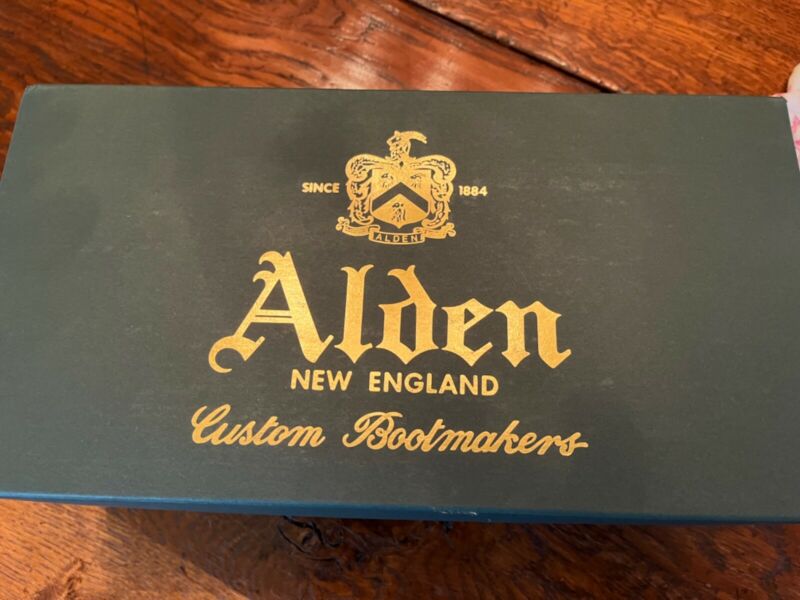 SINCE 1884
ALDEN
Alden
NEW ENGLAND
Custom Bootmakers